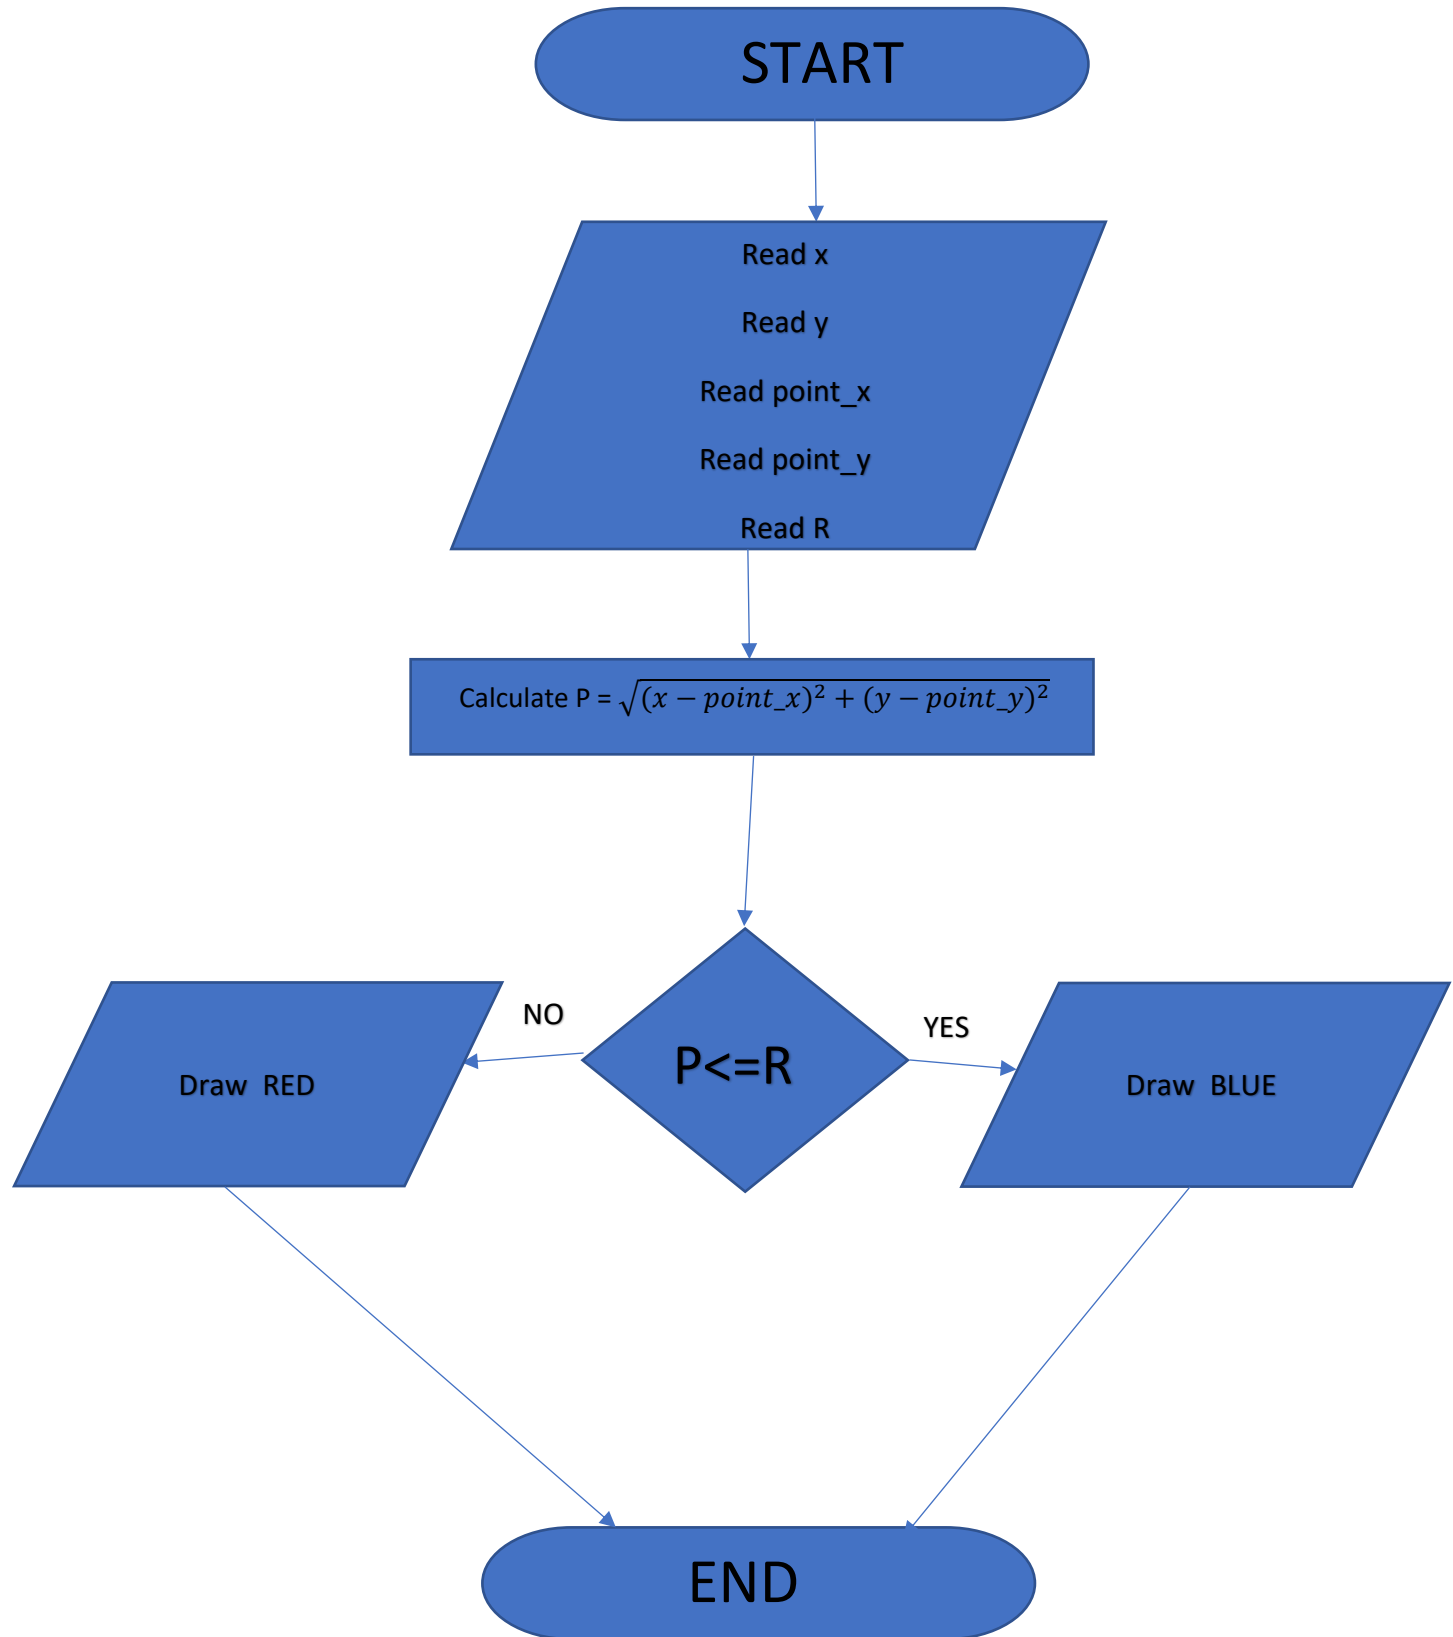 START
Read x
Read y
Read point_x
Read point_y
Read R
Calculate P = √(x − point_x)² + (y − point_y)²
NO
YES
P<=R
Draw RED
Draw BLUE
END